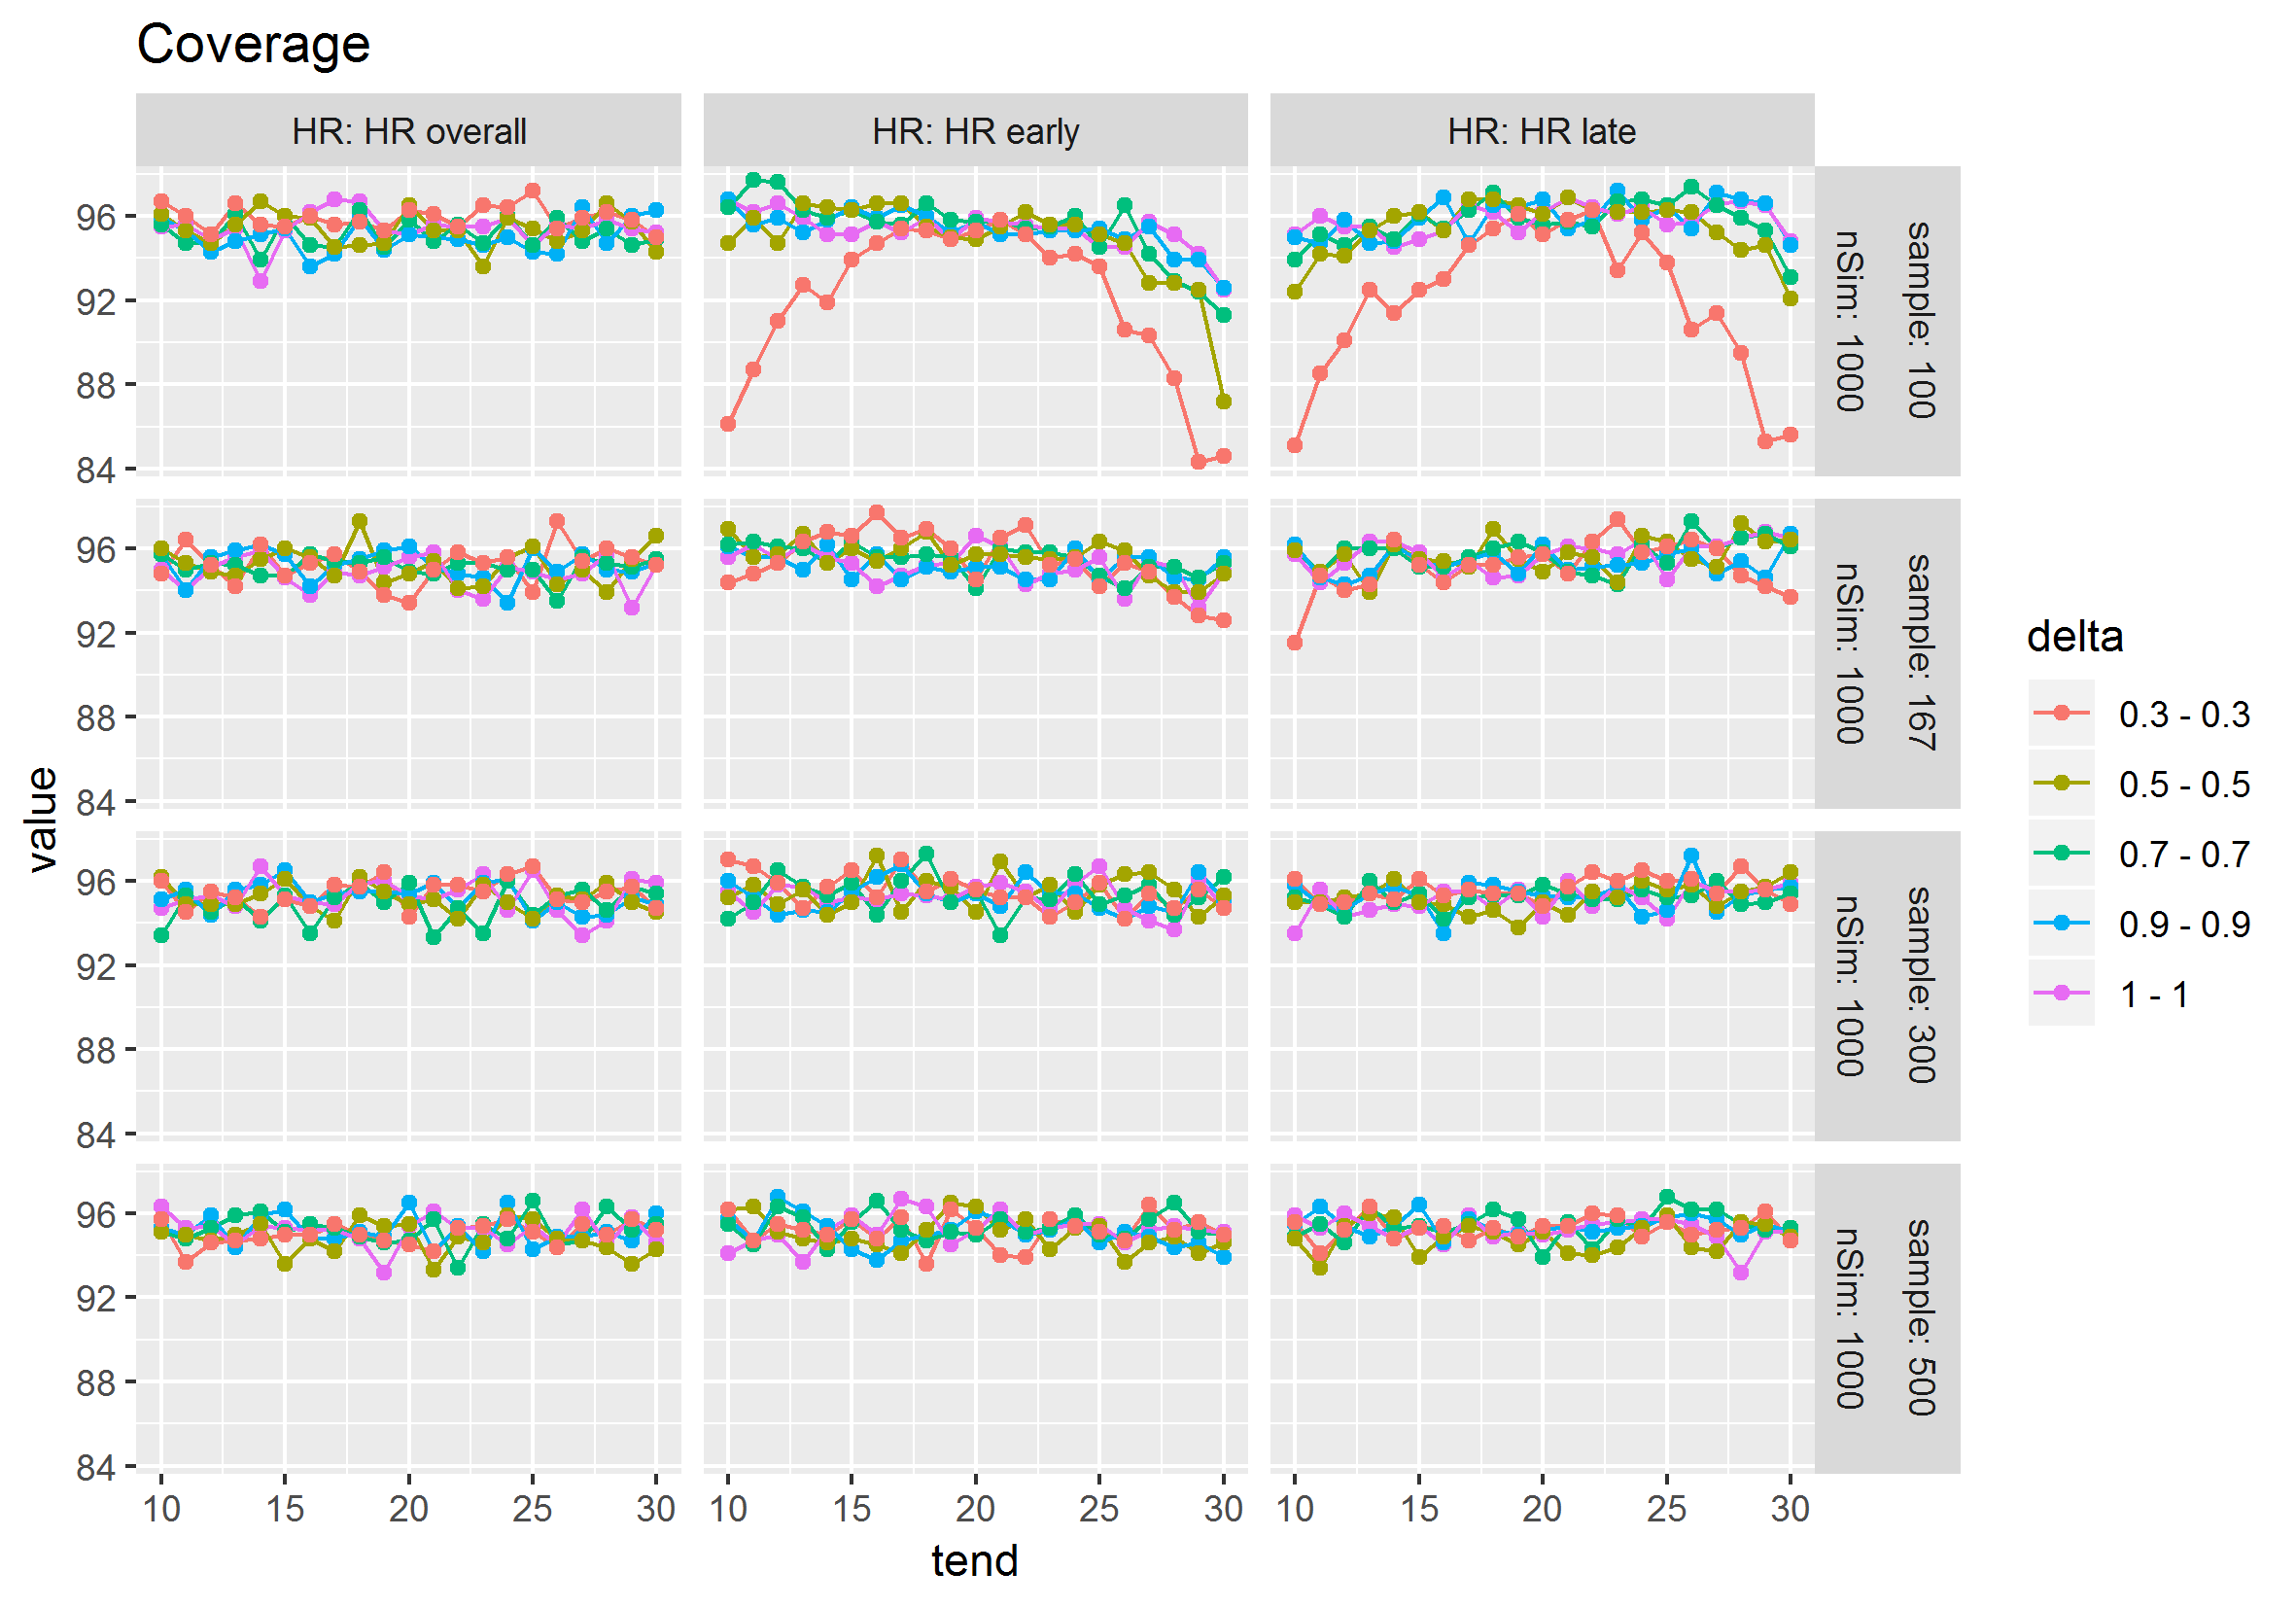 Coverage
HR: HR overall
HR: HR early
HR: HR late
96
92
88
84
sample: 100
nSim: 1000
96
92
88
84
sample: 167
nSim: 1000
96
92
88
84
sample: 300
nSim: 1000
96
92
88
84
sample: 500
nSim: 1000
value
10 15 20 25 30
10 15 20 25 30
10 15 20 25 30
tend
delta
0.3 - 0.3
0.5 - 0.5
0.7 - 0.7
0.9 - 0.9
1 - 1